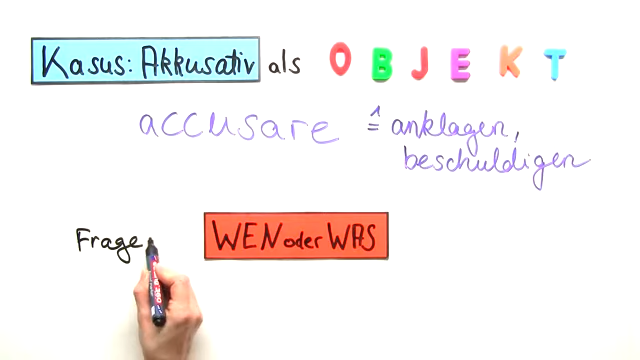 Kasus: Akkusativ als OBJEKT
accusare ≙ anklagen,
beschuldigen
Frage WEN oder WAS